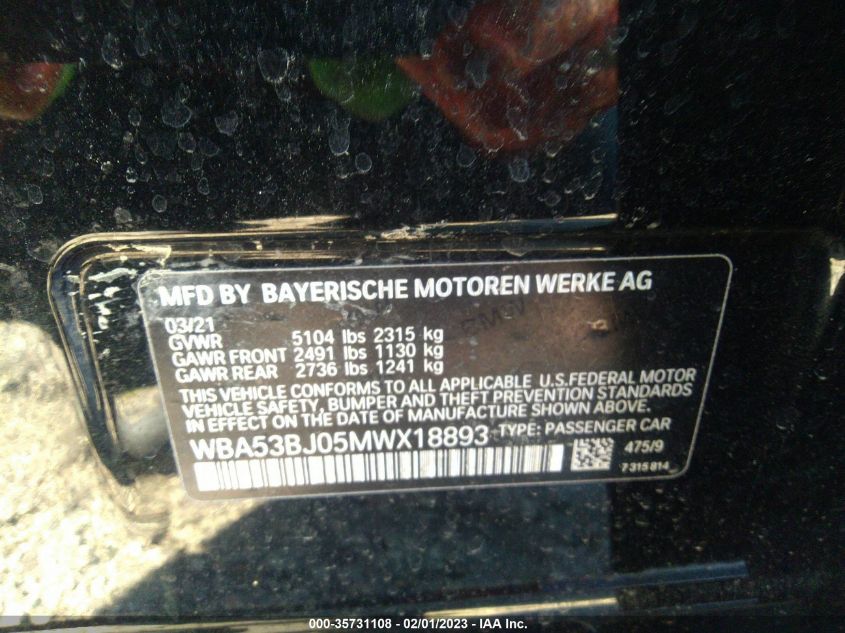 MFD BY BAYERISCHE MOTOREN WERKE AG
03/21
GVWR 5104 lbs 2315 kg
GAWR FRONT 2491 lbs 1130 kg
GAWR REAR 2736 lbs 1241 kg
THIS VEHICLE CONFORMS TO ALL APPLICABLE U.S.FEDERAL MOTOR
VEHICLE SAFETY, BUMPER AND THEFT PREVENTION STANDARDS
IN EFFECT ON THE DATE OF MANUFACTURE SHOWN ABOVE.
WBA53BJ05MWX18893 TYPE: PASSENGER CAR
475/9
7 315 814
000-35731108 - 02/01/2023 - IAA Inc.